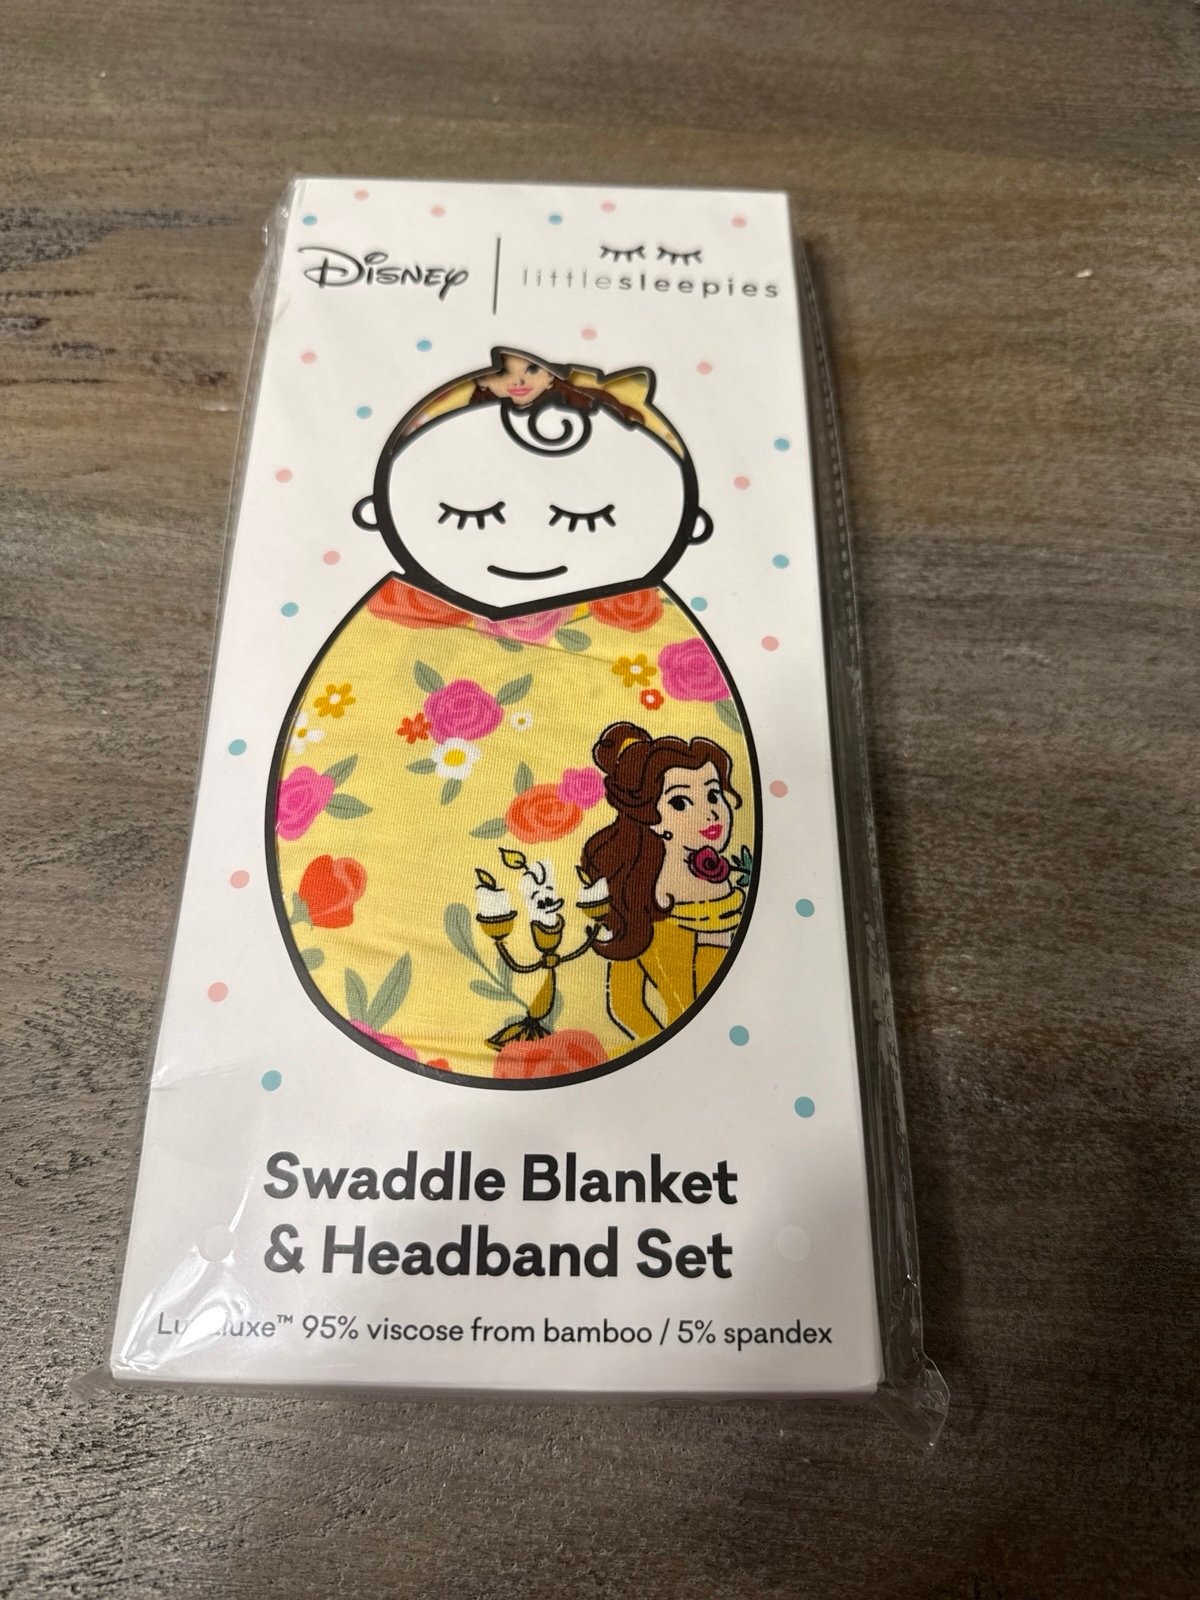 Disney | littlesleepies
Swaddle Blanket
& Headband Set
95% viscose from bamboo / 5% spandex